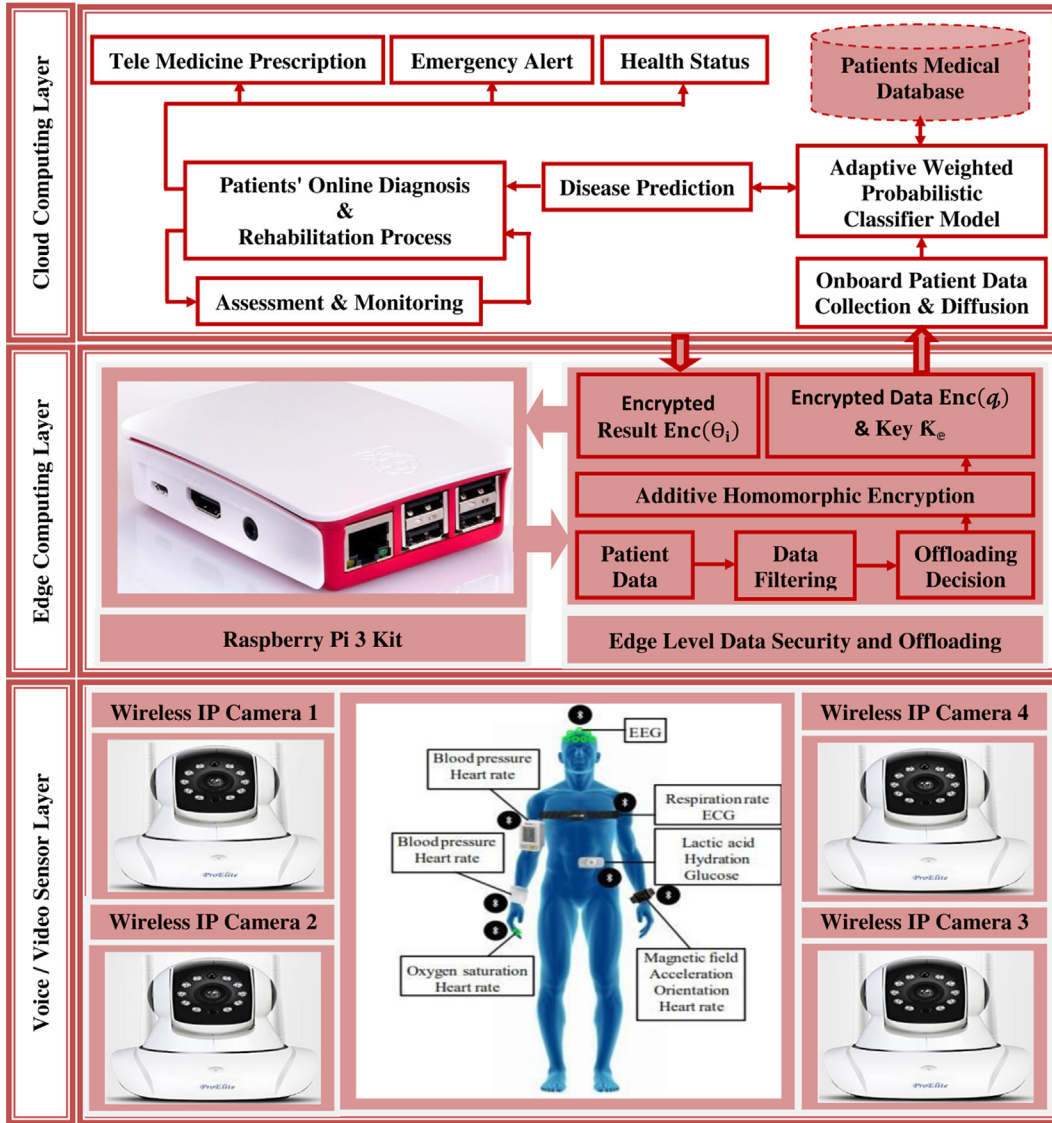 Cloud Computing Layer
Tele Medicine Prescription
Emergency Alert
Health Status
Patients Medical
Database
Patients' Online Diagnosis
&
Rehabilitation Process
Disease Prediction
Adaptive Weighted
Probabilistic
Classifier Model
Assessment & Monitoring
Onboard Patient Data
Collection & Diffusion
Edge Computing Layer
Encrypted
Result Enc(Θᵢ)
Encrypted Data Enc(𝓆)
& Key Ꝁ𝕖
Additive Homomorphic Encryption
Patient
Data
Data
Filtering
Offloading
Decision
Raspberry Pi 3 Kit
Edge Level Data Security and Offloading
Voice / Video Sensor Layer
Wireless IP Camera 1
ProElite
Wireless IP Camera 2
ProElite
EEG
Blood pressure
Heart rate
Respiration rate
ECG
Blood pressure
Heart rate
Lactic acid
Hydration
Glucose
Oxygen saturation
Heart rate
Magnetic field
Acceleration
Orientation
Heart rate
Wireless IP Camera 4
ProElite
Wireless IP Camera 3
ProElite